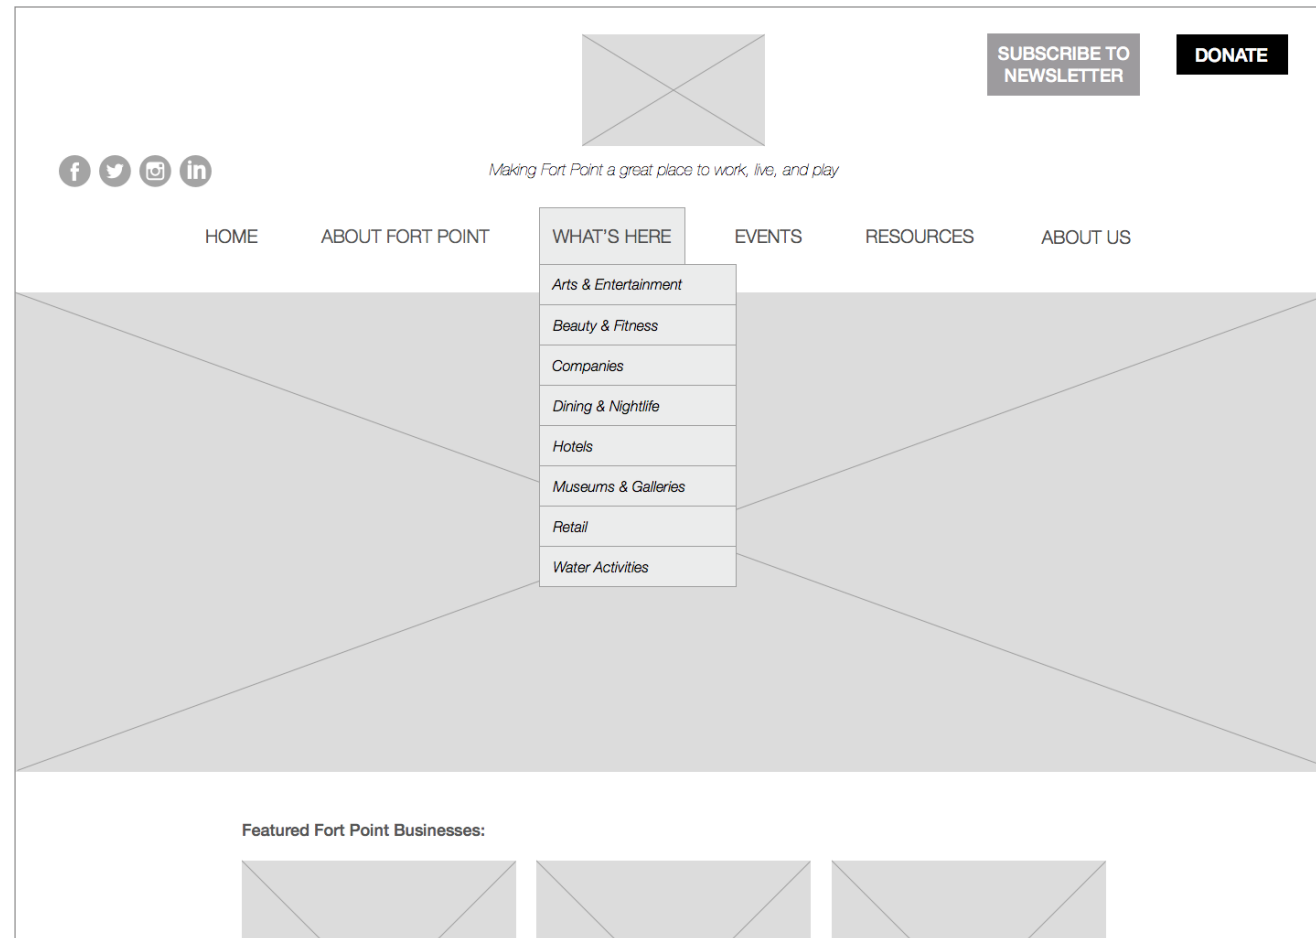 SUBSCRIBE TO
NEWSLETTER
DONATE
Making Fort Point a great place to work, live, and play
HOME
ABOUT FORT POINT
WHAT'S HERE
EVENTS
RESOURCES
ABOUT US
Arts & Entertainment
Beauty & Fitness
Companies
Dining & Nightlife
Hotels
Museums & Galleries
Retail
Water Activities
Featured Fort Point Businesses: